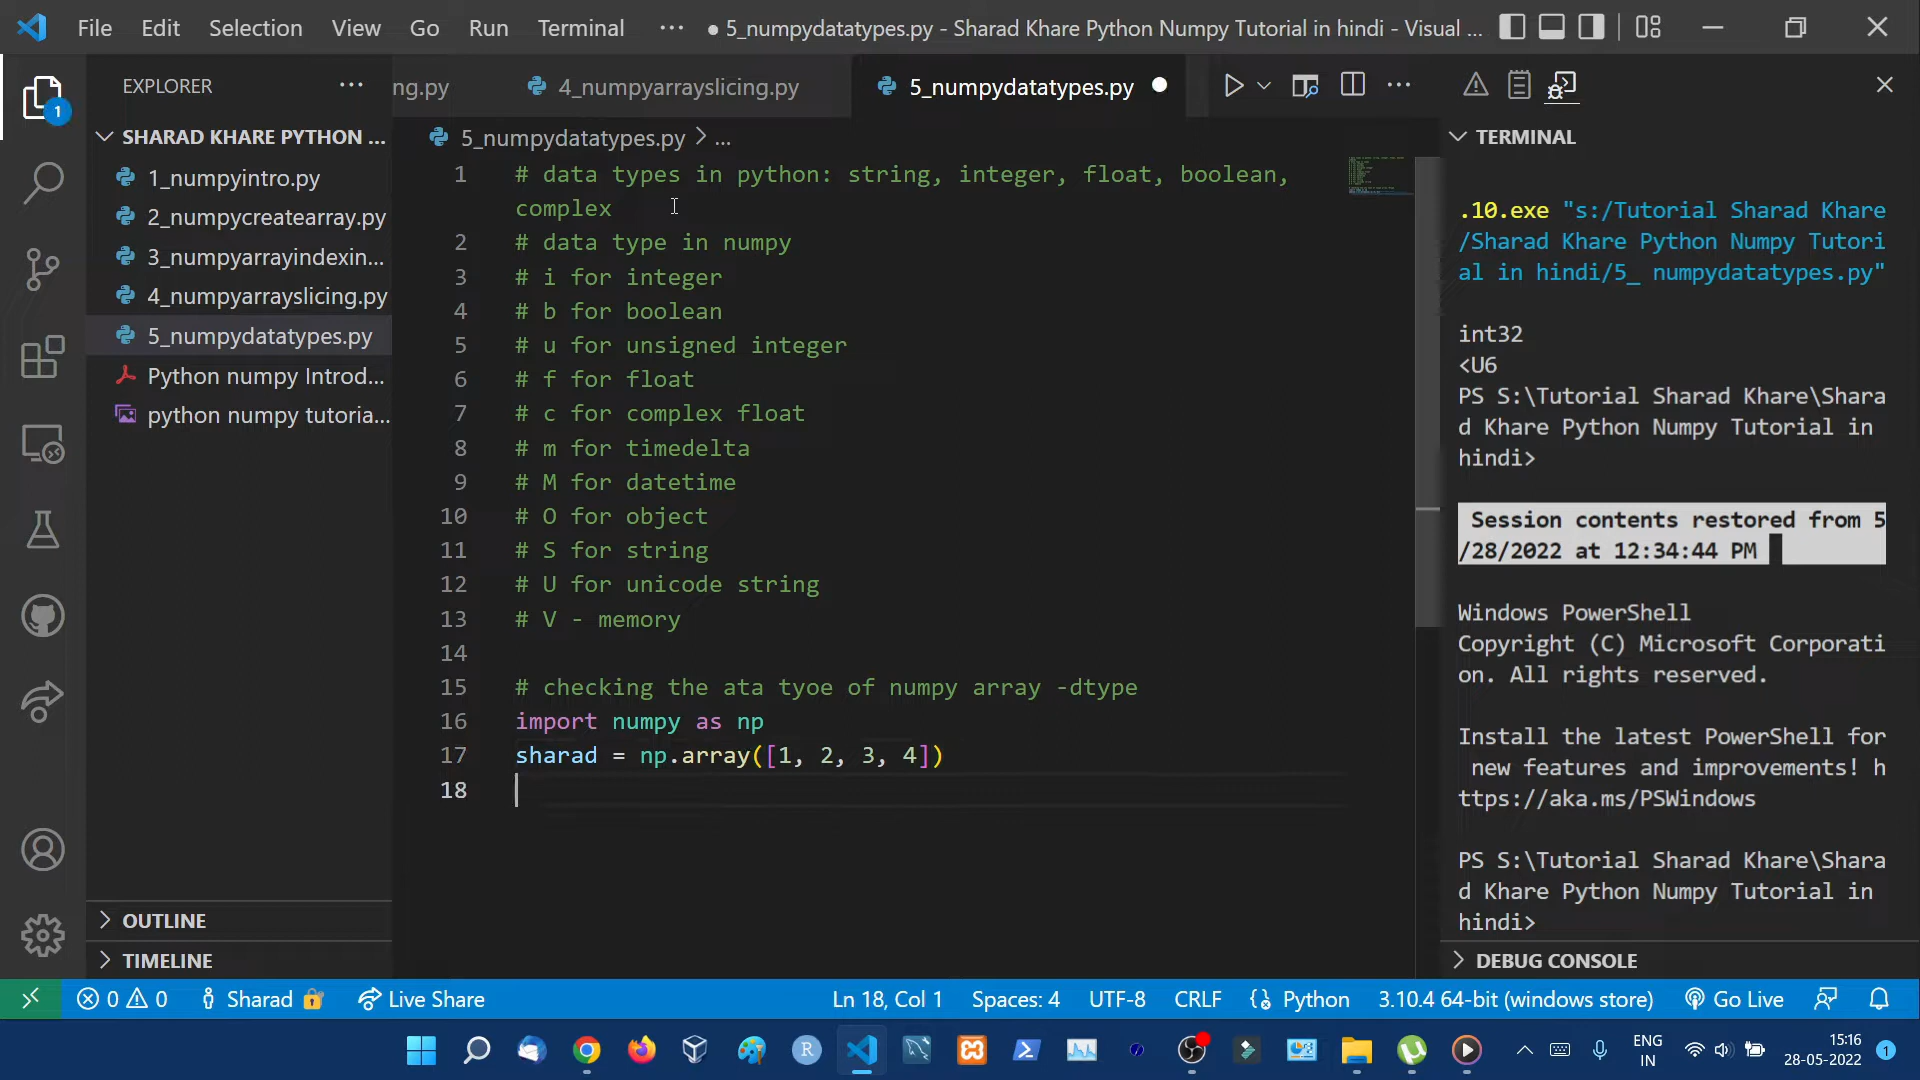 File Edit Selection View Go Run Terminal ··· ● 5_numpydatatypes.py - Sharad Khare Python Numpy Tutorial in hindi - Visual ...
EXPLORER ···
SHARAD KHARE PYTHON ...
1_numpyintro.py
2_numpycreatearray.py
3_numpyarrayindexin...
4_numpyarrayslicing.py
5_numpydatatypes.py
Python numpy Introd...
python numpy tutoria...
OUTLINE
TIMELINE
ng.py 4_numpyarrayslicing.py 5_numpydatatypes.py
5_numpydatatypes.py > ...
1 # data types in python: string, integer, float, boolean,
complex
2 # data type in numpy
3 # i for integer
4 # b for boolean
5 # u for unsigned integer
6 # f for float
7 # c for complex float
8 # m for timedelta
9 # M for datetime
10 # O for object
11 # S for string
12 # U for unicode string
13 # V - memory
14
15 # checking the ata tyoe of numpy array -dtype
16 import numpy as np
17 sharad = np.array([1, 2, 3, 4])
18
TERMINAL
.10.exe "s:/Tutorial Sharad Khare
/Sharad Khare Python Numpy Tutori
al in hindi/5_ numpydatatypes.py"
int32
<U6
PS S:\Tutorial Sharad Khare\Shara
d Khare Python Numpy Tutorial in
hindi>
Session contents restored from 5
/28/2022 at 12:34:44 PM
Windows PowerShell
Copyright (C) Microsoft Corporati
on. All rights reserved.
Install the latest PowerShell for
new features and improvements! h
ttps://aka.ms/PSWindows
PS S:\Tutorial Sharad Khare\Shara
d Khare Python Numpy Tutorial in
hindi>
DEBUG CONSOLE
1
0 0 Sharad Live Share Ln 18, Col 1 Spaces: 4 UTF-8 CRLF Python 3.10.4 64-bit (windows store) Go Live
R
ENG
IN
15:16
28-05-2022
1